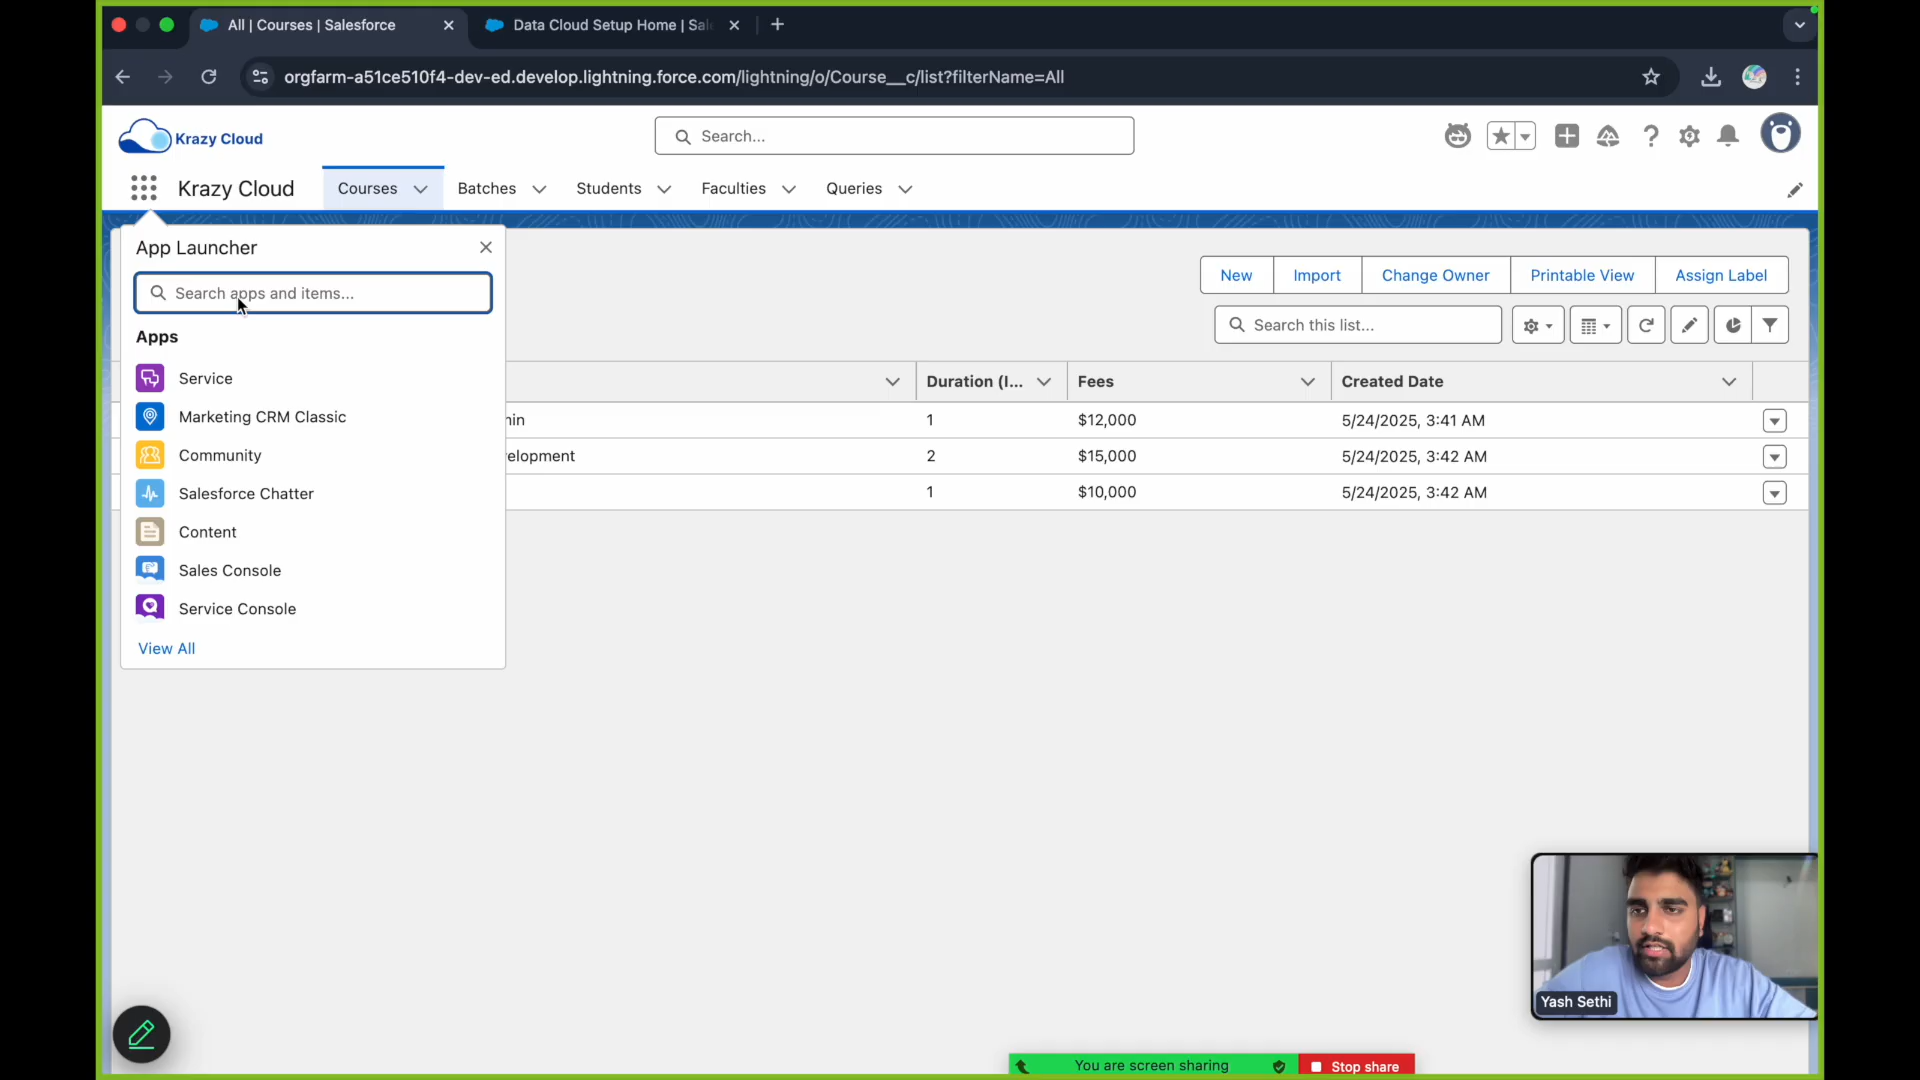 All | Courses | Salesforce
Data Cloud Setup Home | Sal
orgfarm-a51ce510f4-dev-ed.develop.lightning.force.com/lightning/o/Course__c/list?filterName=All
Krazy Cloud
Search...
Krazy Cloud
Courses
Batches
Students
Faculties
Queries
App Launcher
Search apps and items...
Apps
Service
Marketing CRM Classic
Community
Salesforce Chatter
Content
Sales Console
Service Console
View All
New
Import
Change Owner
Printable View
Assign Label
Search this list...
Duration (I...
Fees
Created Date
min
1
$12,000
5/24/2025, 3:41 AM
elopment
2
$15,000
5/24/2025, 3:42 AM
1
$10,000
5/24/2025, 3:42 AM
Yash Sethi
You are screen sharing
Stop share